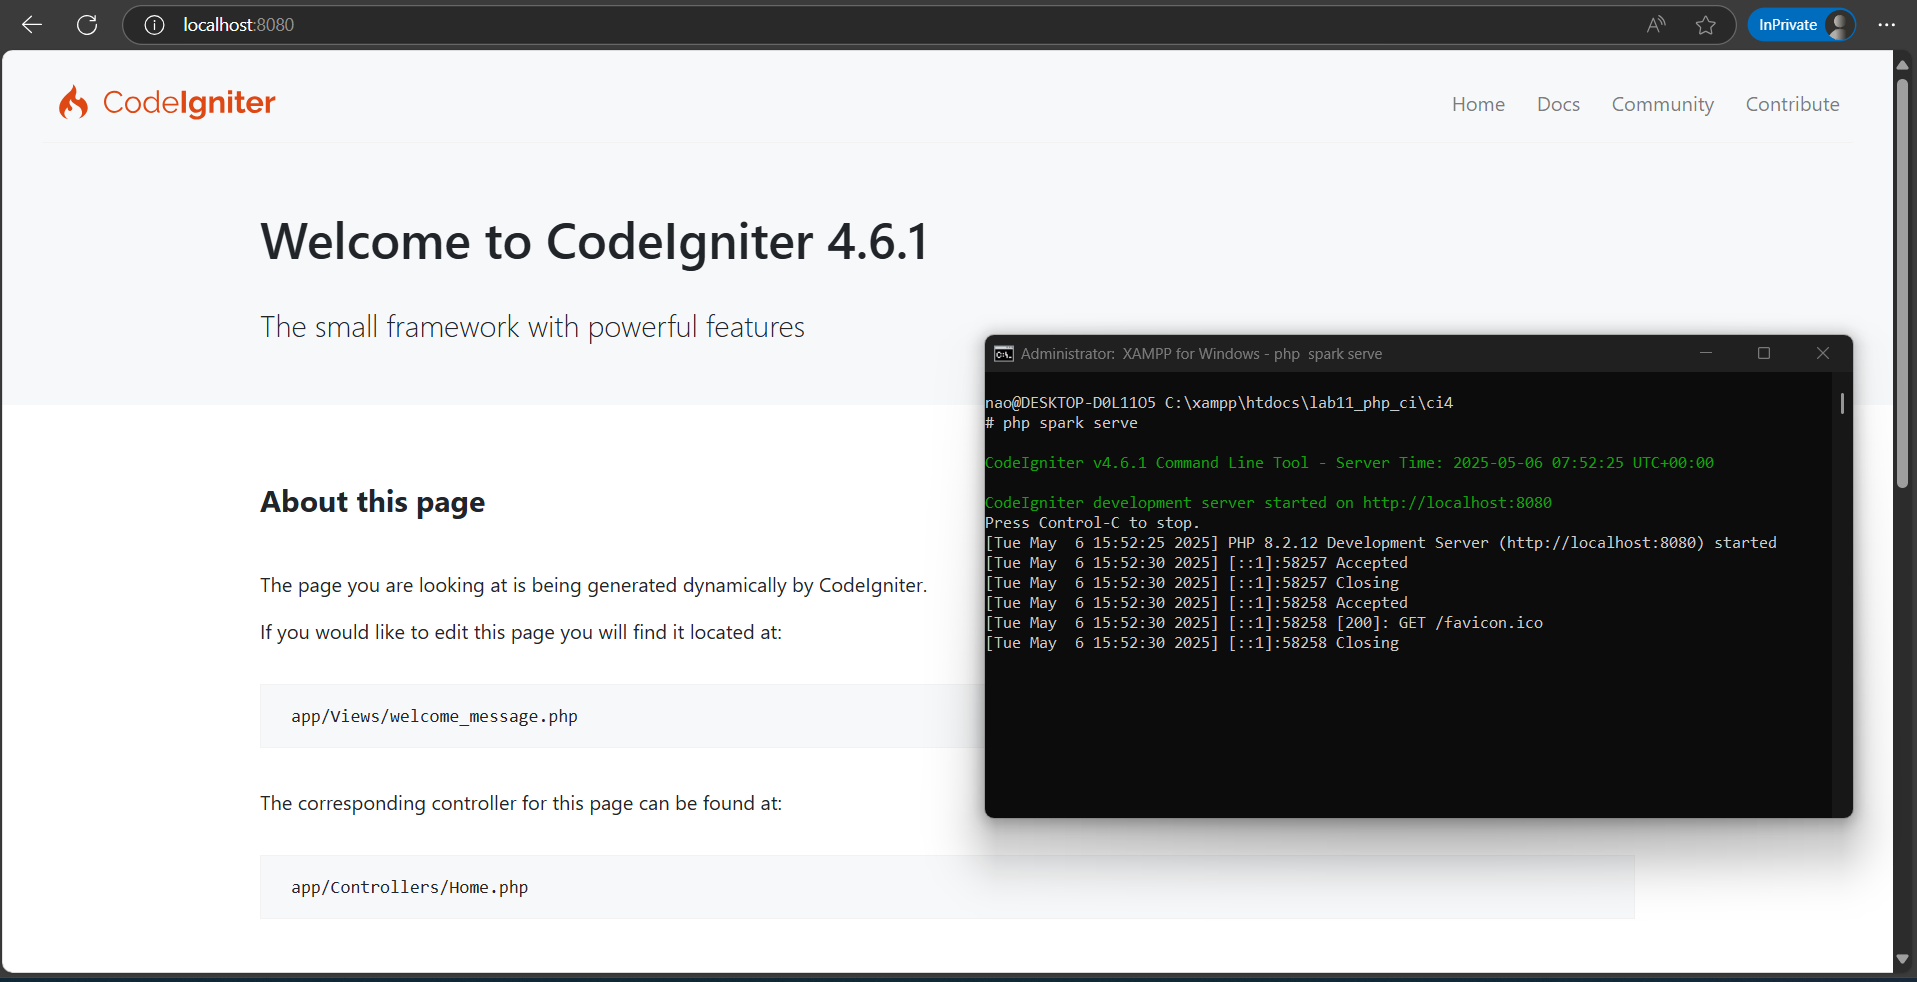 localhost:8080
InPrivate
CodeIgniter
Home Docs Community Contribute
Welcome to CodeIgniter 4.6.1
The small framework with powerful features
About this page
The page you are looking at is being generated dynamically by CodeIgniter.
If you would like to edit this page you will find it located at:
app/Views/welcome_message.php
The corresponding controller for this page can be found at:
app/Controllers/Home.php
Administrator: XAMPP for Windows - php spark serve
nao@DESKTOP-D0L11O5 C:\xampp\htdocs\lab11_php_ci\ci4
# php spark serve
CodeIgniter v4.6.1 Command Line Tool - Server Time: 2025-05-06 07:52:25 UTC+00:00
CodeIgniter development server started on http://localhost:8080
Press Control-C to stop.
[Tue May  6 15:52:25 2025] PHP 8.2.12 Development Server (http://localhost:8080) started
[Tue May  6 15:52:30 2025] [::1]:58257 Accepted
[Tue May  6 15:52:30 2025] [::1]:58257 Closing
[Tue May  6 15:52:30 2025] [::1]:58258 Accepted
[Tue May  6 15:52:30 2025] [::1]:58258 [200]: GET /favicon.ico
[Tue May  6 15:52:30 2025] [::1]:58258 Closing